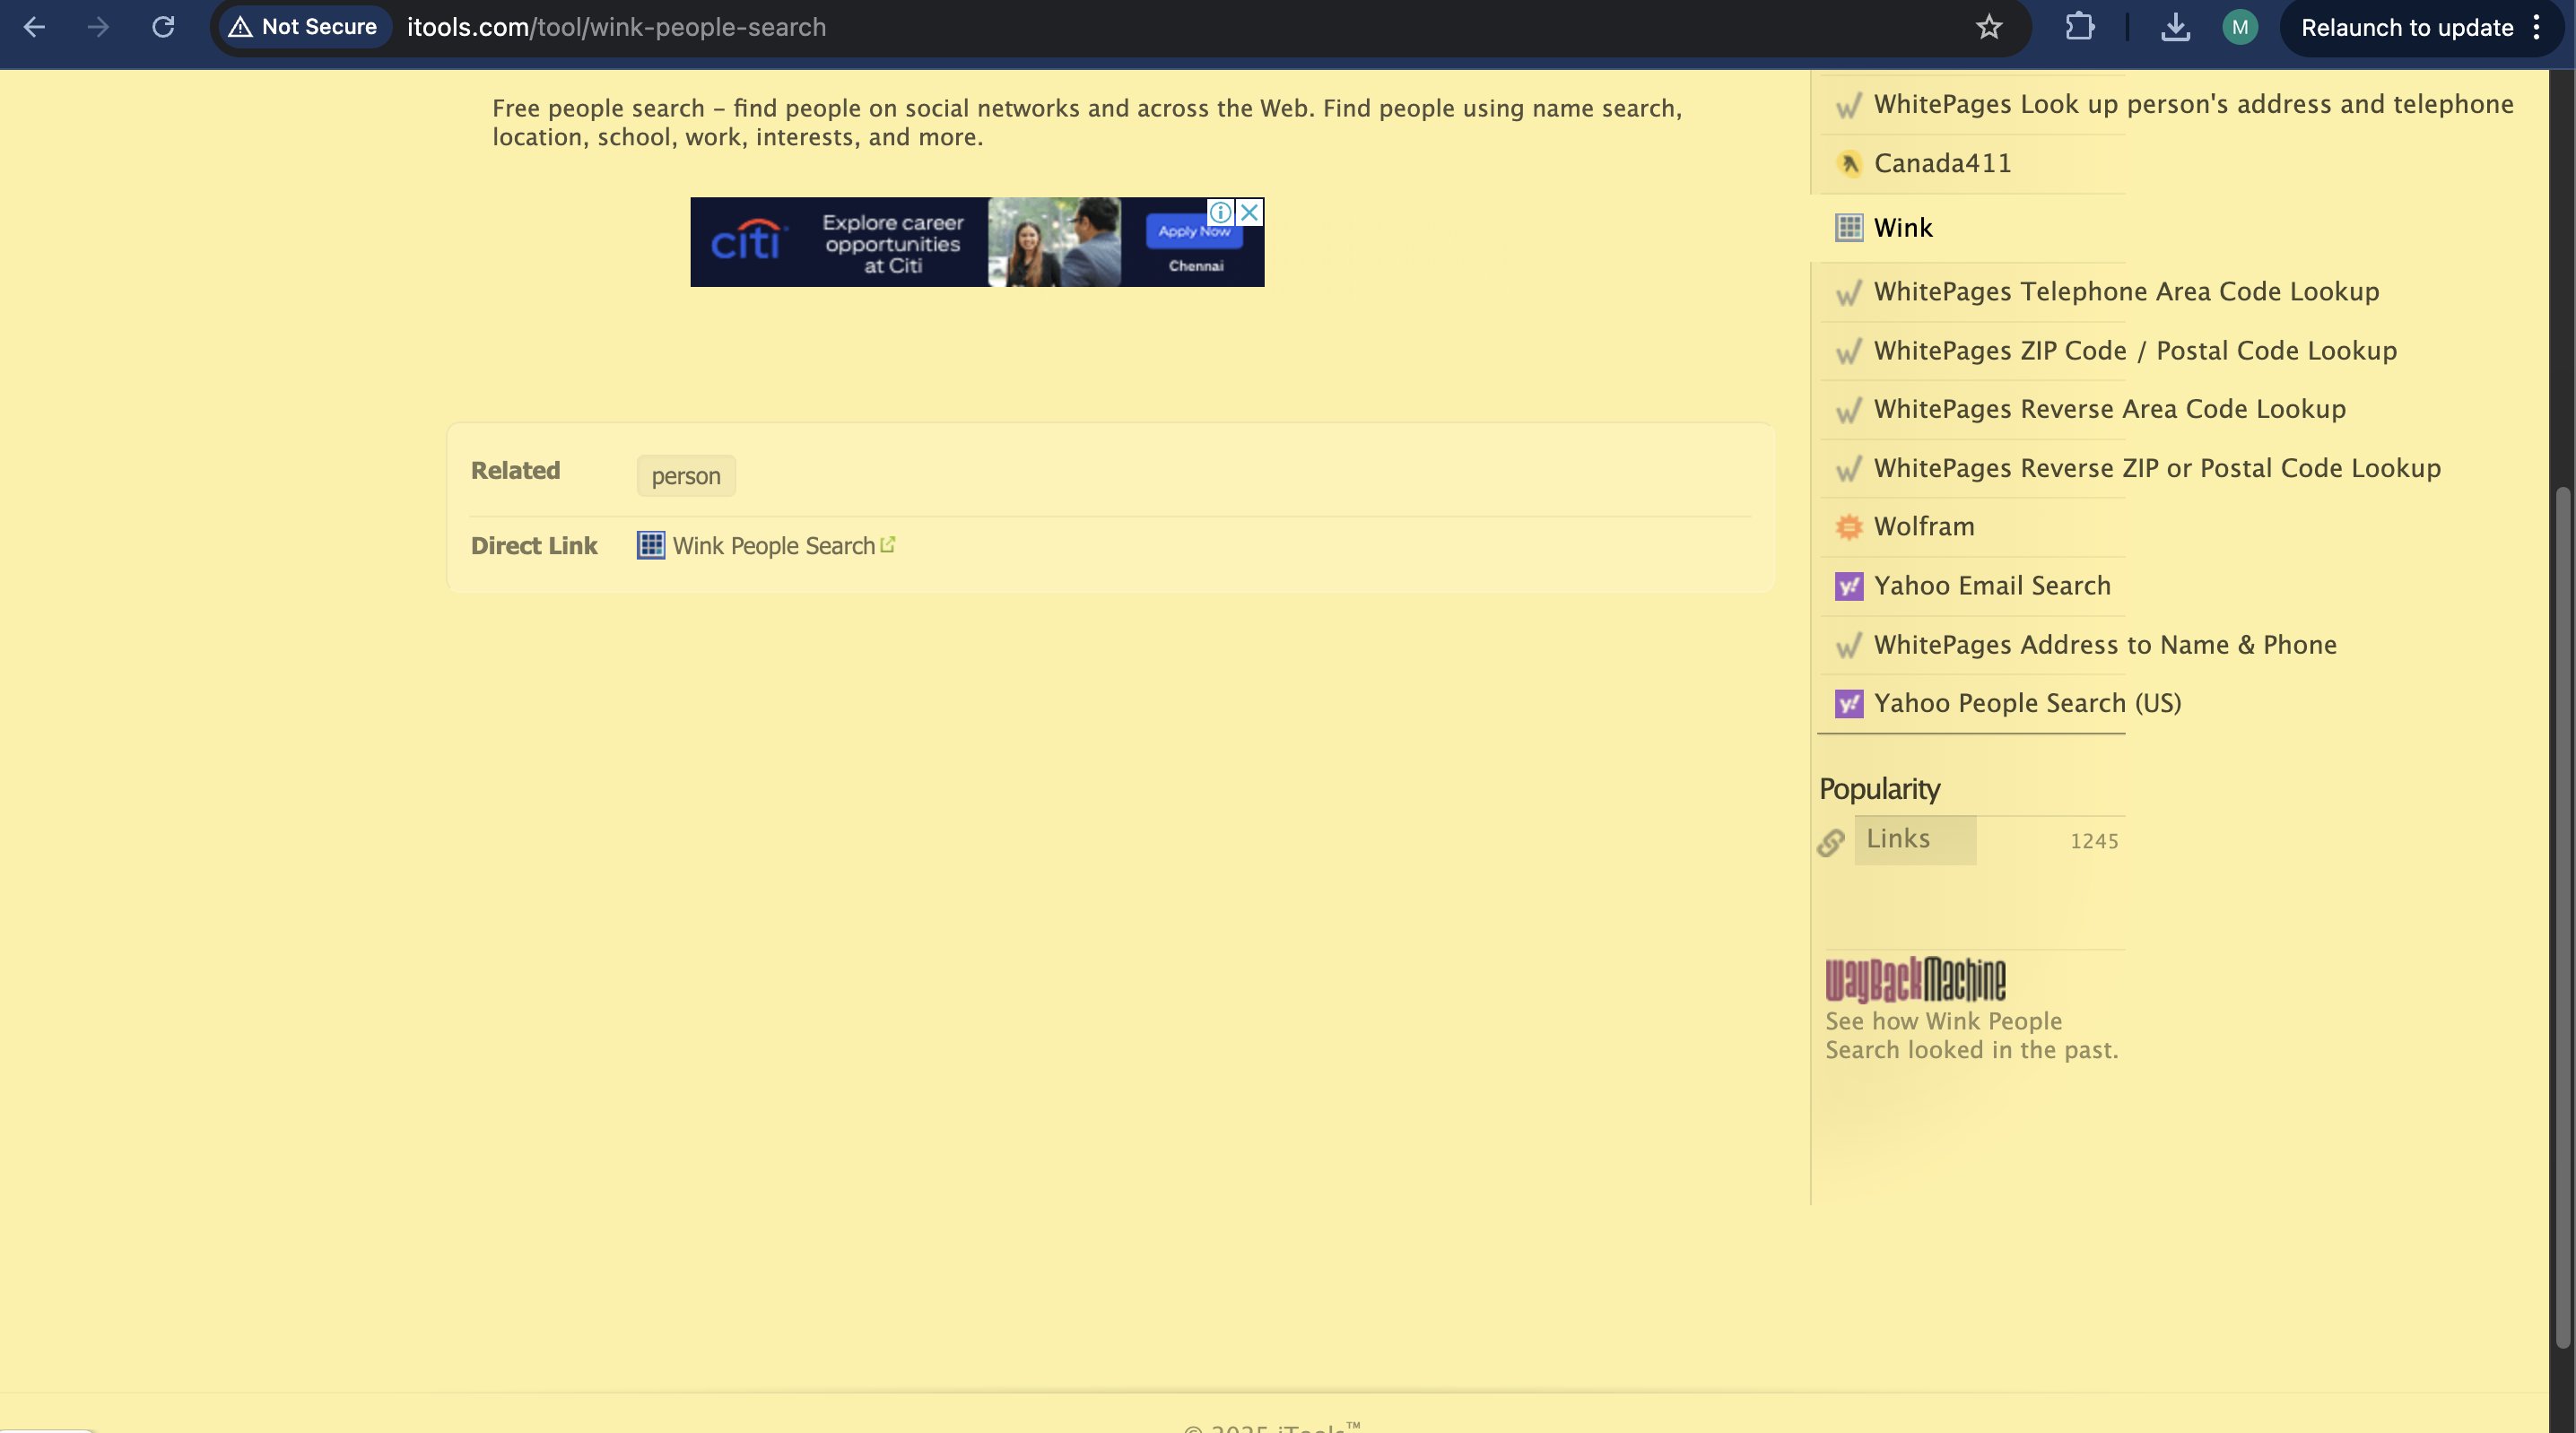 Not Secure
itools.com/tool/wink-people-search
M
Relaunch to update
Free people search – find people on social networks and across the Web. Find people using name search,
location, school, work, interests, and more.
citi
Explore career
opportunities
at Citi
Apply Now
Chennai
Related
person
Direct Link
Wink People Search
WhitePages Look up person's address and telephone
Canada411
Wink
WhitePages Telephone Area Code Lookup
WhitePages ZIP Code / Postal Code Lookup
WhitePages Reverse Area Code Lookup
WhitePages Reverse ZIP or Postal Code Lookup
Wolfram
y! Yahoo Email Search
WhitePages Address to Name & Phone
y! Yahoo People Search (US)
Popularity
Links 1245
WayBackMachine
See how Wink People
Search looked in the past.
© 2025 iTools™